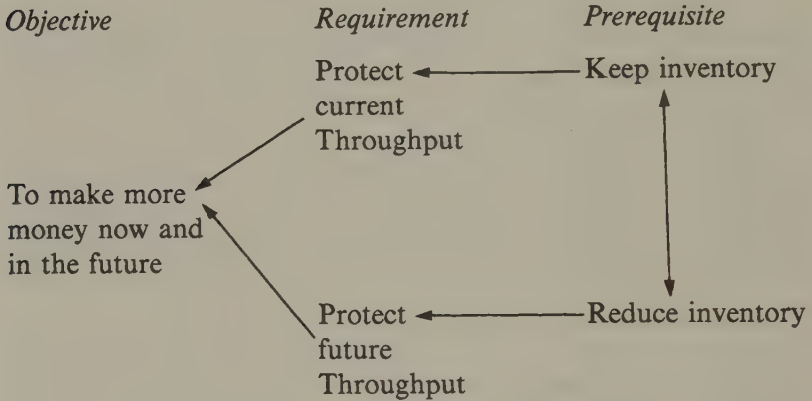 Objective Requirement Prerequisite
Protect Keep inventory
current
Throughput
To make more
money now and
in the future
Protect Reduce inventory
future
Throughput